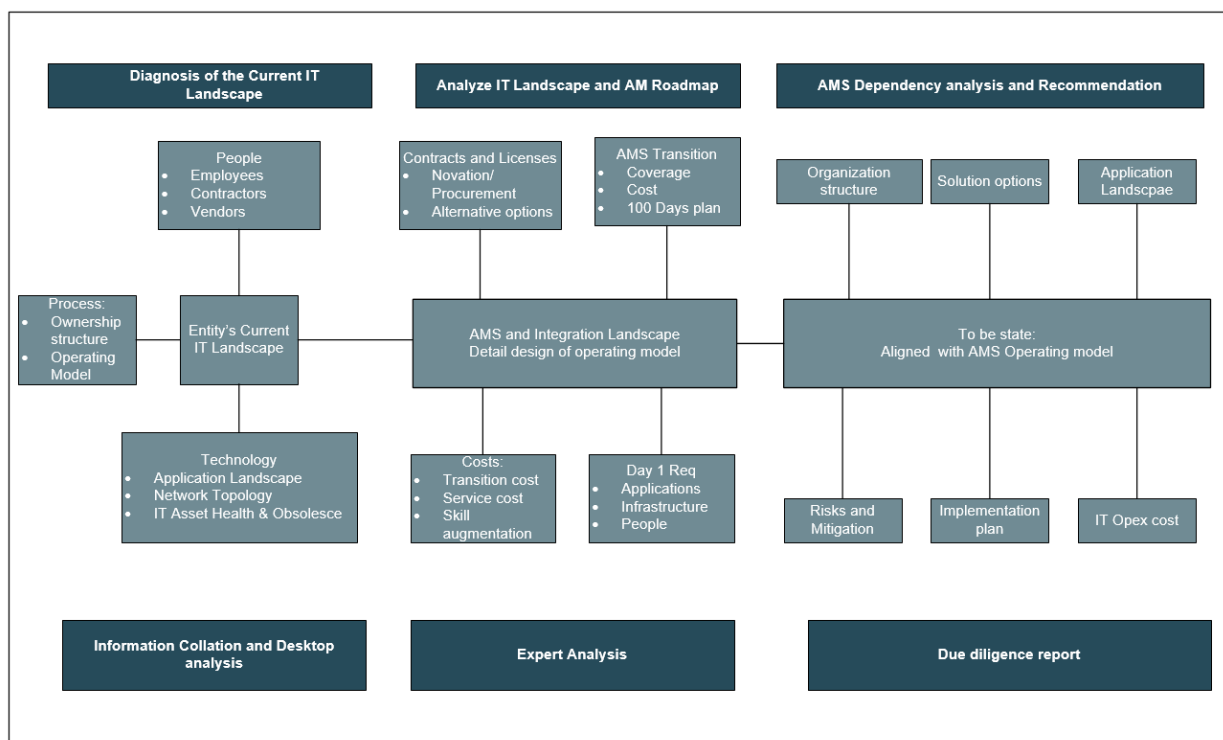 Diagnosis of the Current IT
Landscape
Analyze IT Landscape and AM Roadmap
AMS Dependency analysis and Recommendation
People
• Employees
• Contractors
• Vendors
Contracts and Licenses
• Novation/
Procurement
• Alternative options
AMS Transition
• Coverage
• Cost
• 100 Days plan
Organization
structure
Solution options
Application
Landscpae
Process:
• Ownership
structure
• Operating
Model
Entity's Current
IT Landscape
AMS and Integration Landscape
Detail design of operating model
To be state:
Aligned with AMS Operating model
Technology
• Application Landscape
• Network Topology
• IT Asset Health & Obsolesce
Costs:
• Transition cost
• Service cost
• Skill
augmentation
Day 1 Req
• Applications
• Infrastructure
• People
Risks and
Mitigation
Implementation
plan
IT Opex cost
Information Collation and Desktop
analysis
Expert Analysis
Due diligence report